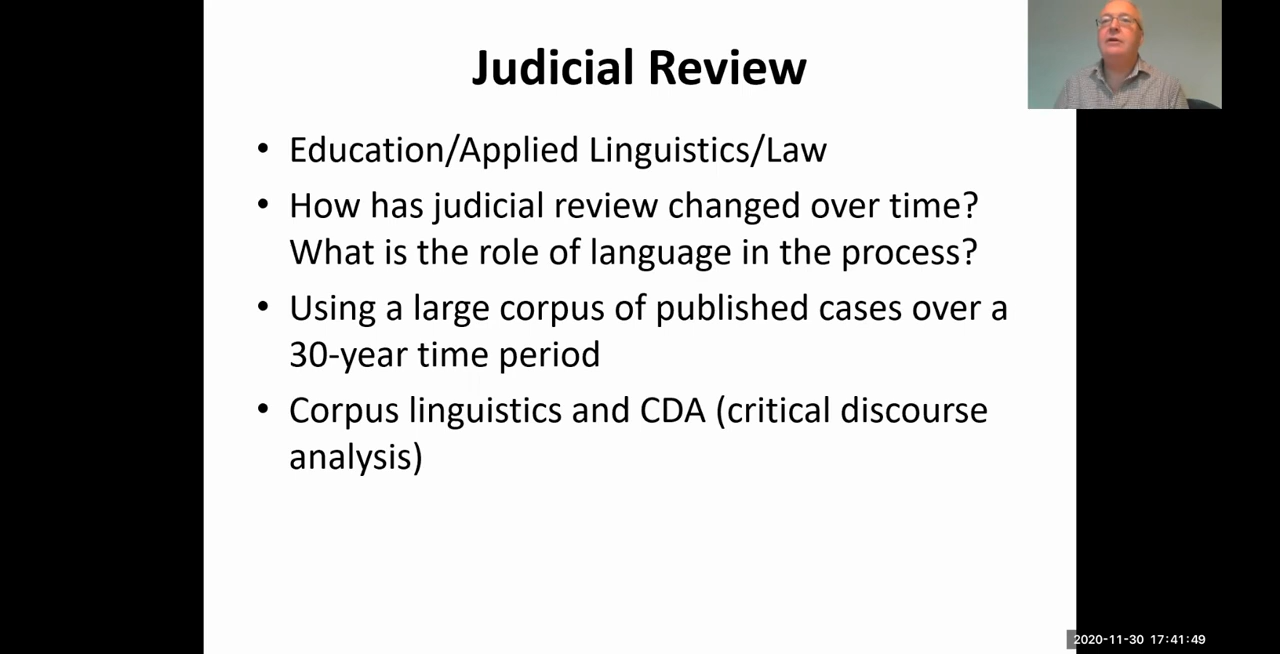 Judicial Review
• Education/Applied Linguistics/Law
• How has judicial review changed over time?
What is the role of language in the process?
• Using a large corpus of published cases over a
30-year time period
• Corpus linguistics and CDA (critical discourse
analysis)
2020-11-30 17:41:49